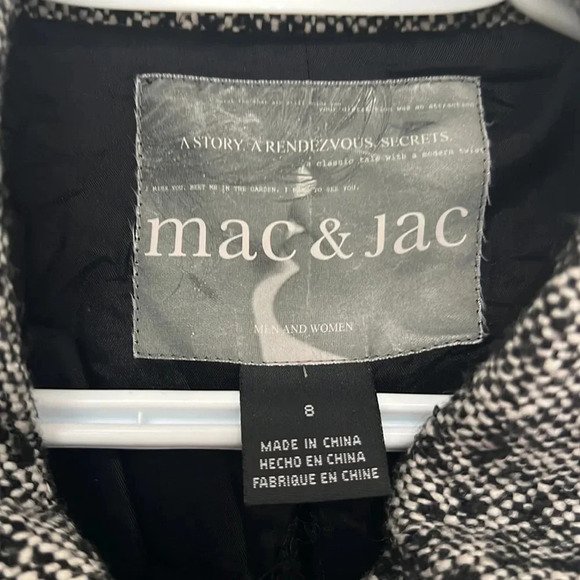 A STORY. A RENDEZVOUS. SECRETS.
a classic tale with a modern twist
I MISS YOU. MEET ME IN THE GARDEN. I TO SEE YOU.
mac & Jac
MEN AND WOMEN
8
MADE IN CHINA
HECHO EN CHINA
FABRIQUE EN CHINE